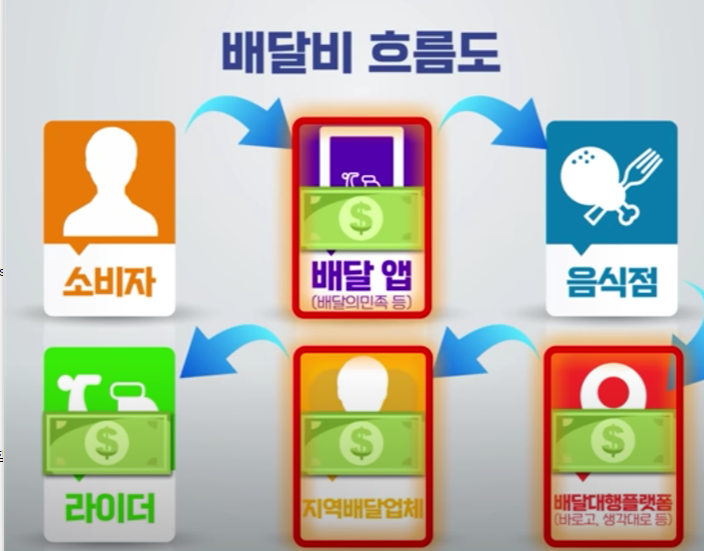 배달비 흐름도
소비자
배달 앱
(배달의민족 등)
음식점
라이더
지역배달업체
배달대행플랫폼
(바로고, 생각대로 등)